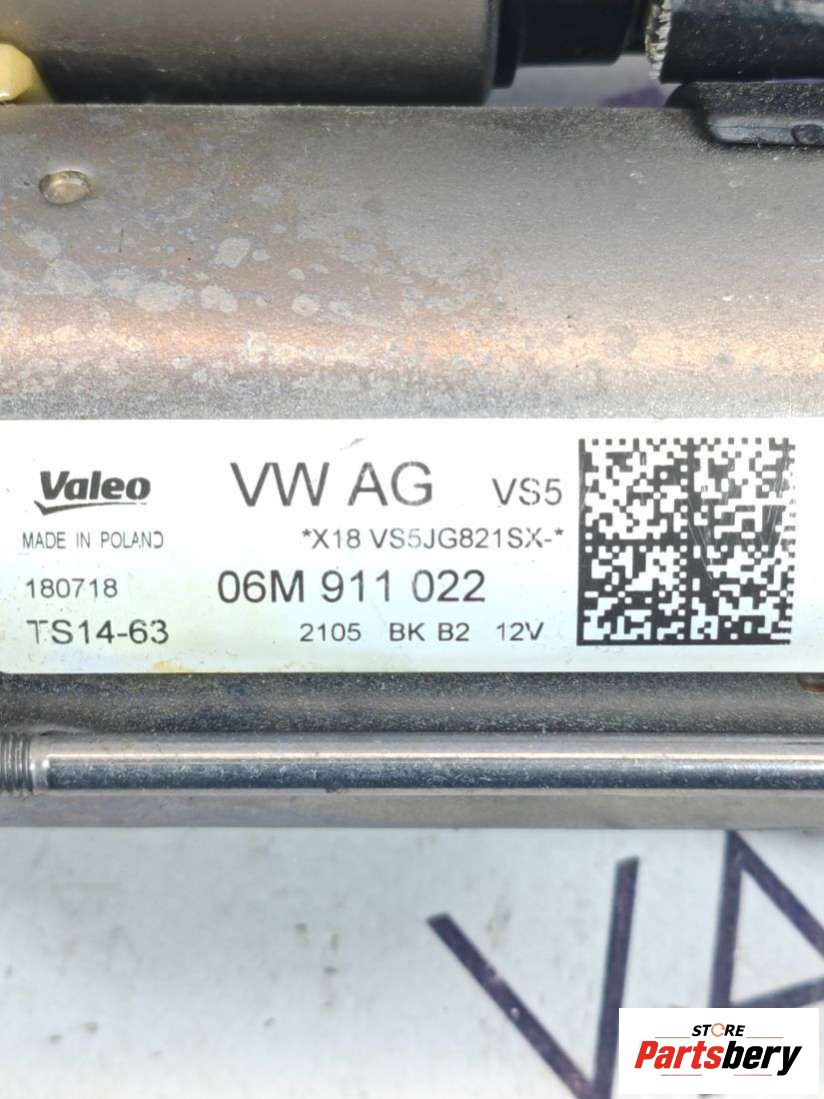 Valeo VW AG VS5
MADE IN POLAND *X18 VS5JG821SX-*
180718 06M 911 022
TS14-63 2105 BK B2 12V
VA
STORE
Partsbery